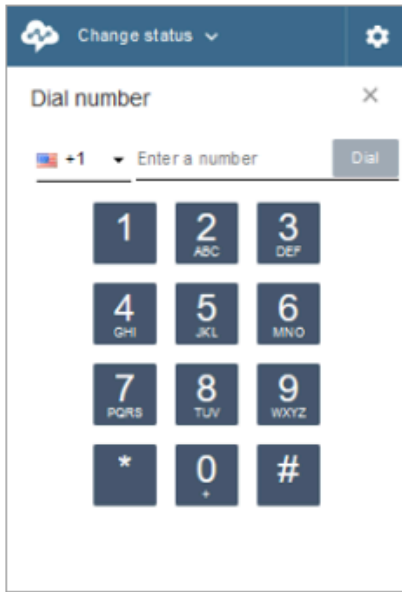 Change status
Dial number
+1 Enter a number Dial
1 2 3
ABC DEF
4 5 6
GHI JKL MNO
7 8 9
PQRS TUV WXYZ
* 0 #
+